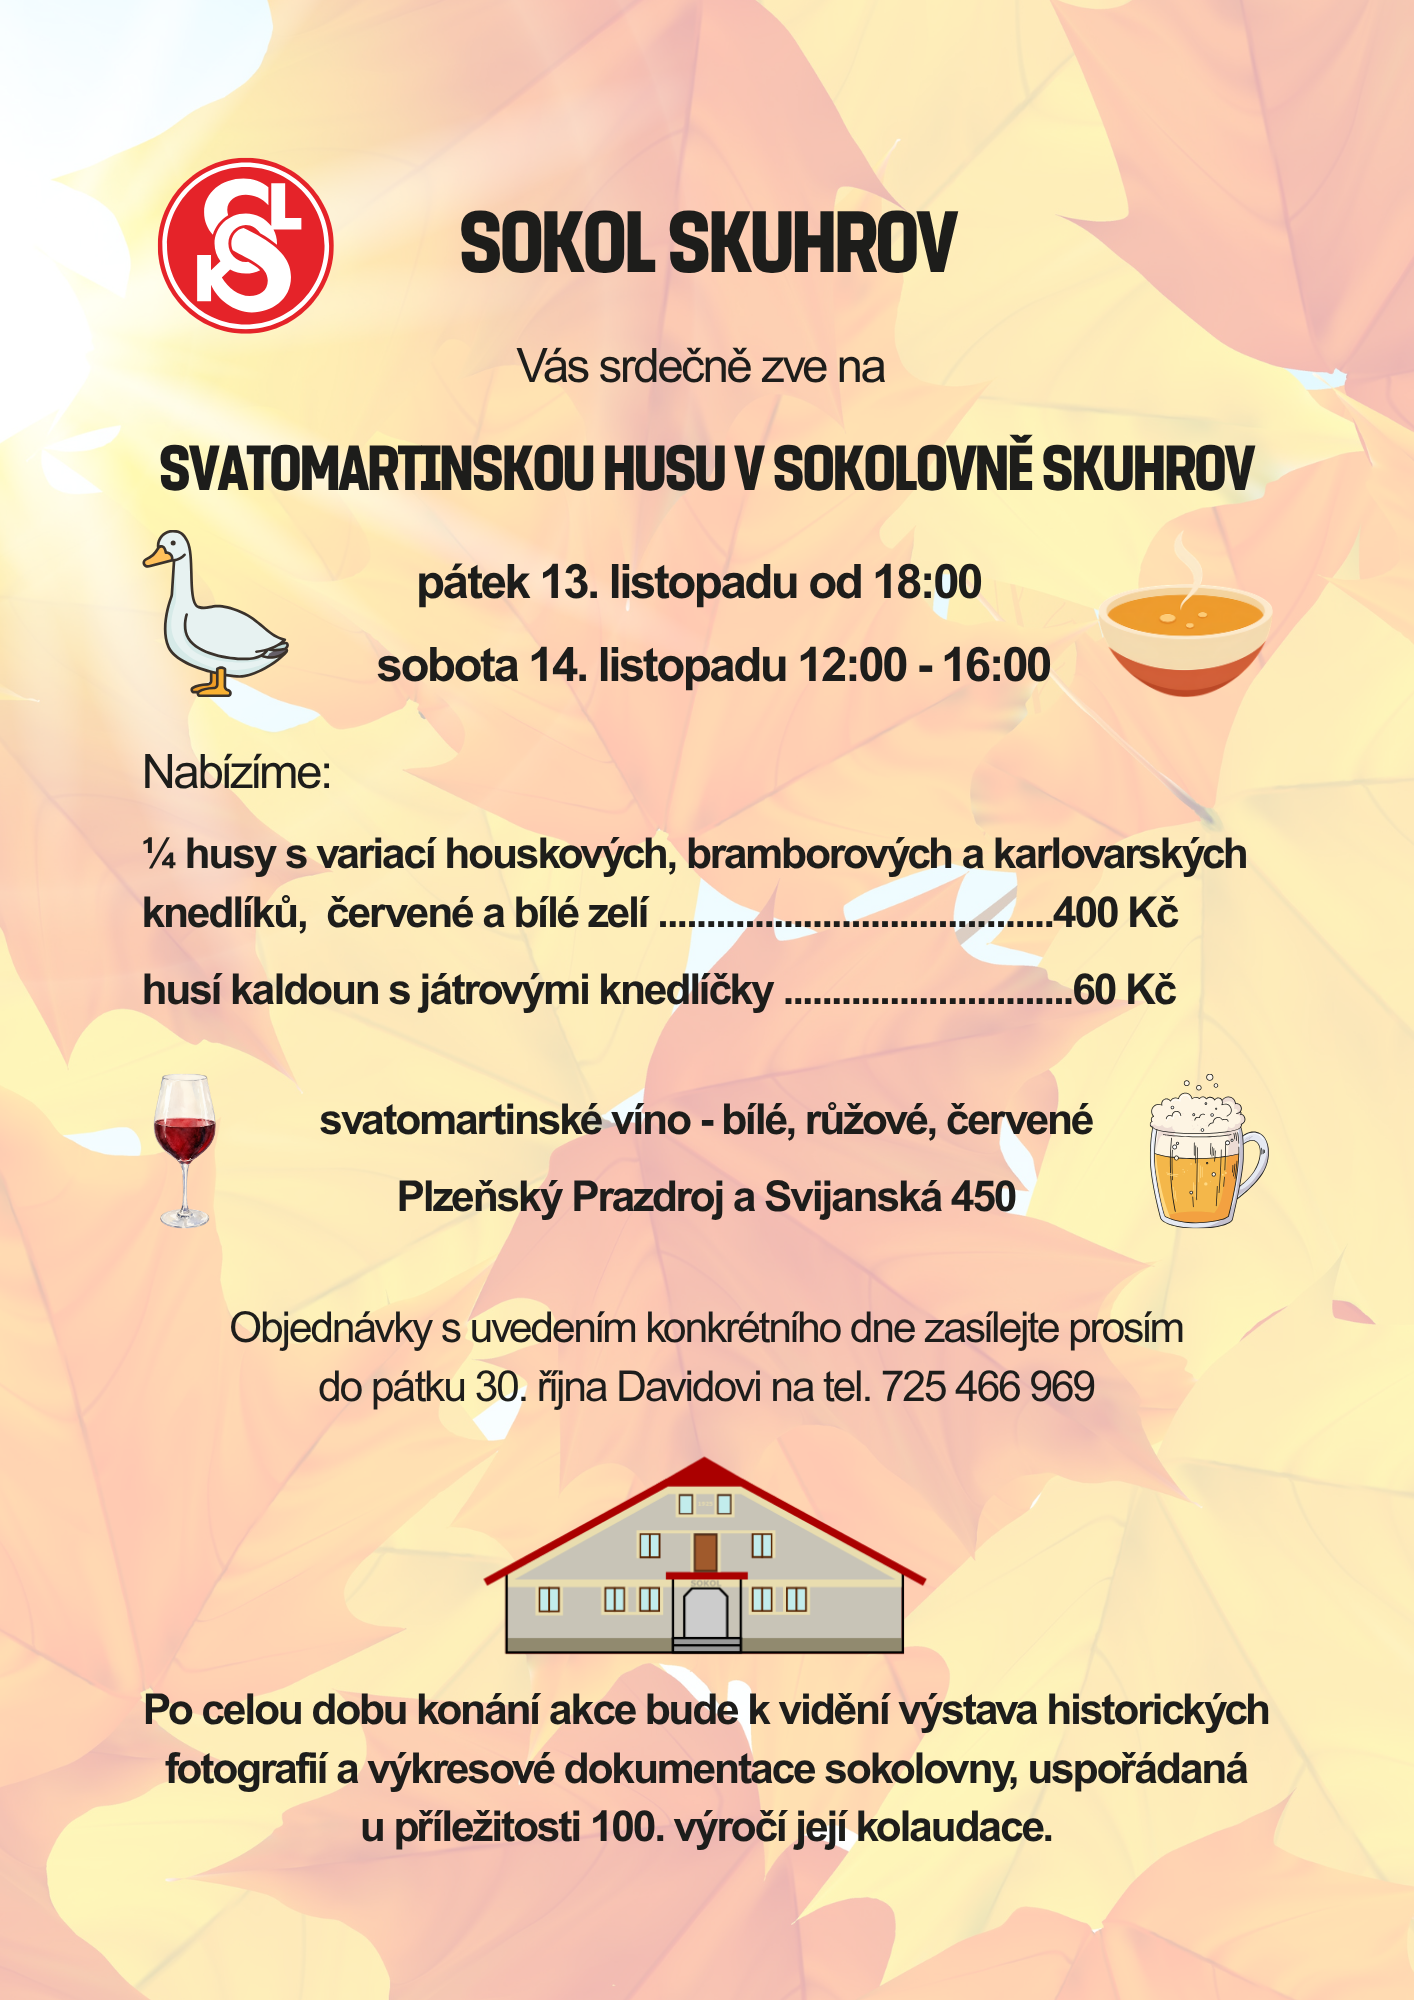 SOKOL SKUHROV
Vás srdečně zve na
SVATOMARTINSKOU HUSU V SOKOLOVNĚ SKUHROV
pátek 13. listopadu od 18:00
sobota 14. listopadu 12:00 - 16:00
Nabízíme:
¼ husy s variací houskových, bramborových a karlovarských
knedlíků,  červené a bílé zelí .........................................400 Kč
husí kaldoun s játrovými knedlíčky ..............................60 Kč
svatomartinské víno - bílé, růžové, červené
Plzeňský Prazdroj a Svijanská 450
Objednávky s uvedením konkrétního dne zasílejte prosím
do pátku 30. října Davidovi na tel. 725 466 969
SOKOL
Po celou dobu konání akce bude k vidění výstava historických
fotografií a výkresové dokumentace sokolovny, uspořádaná
u příležitosti 100. výročí její kolaudace.